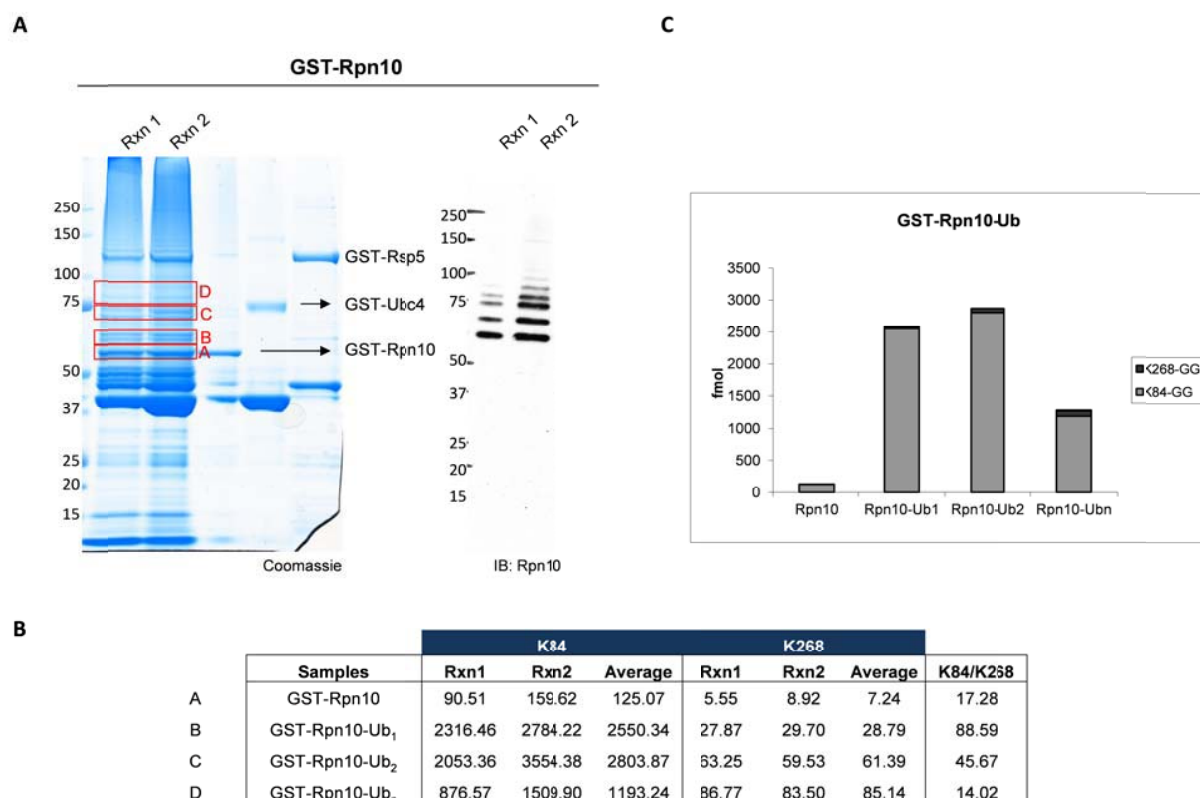 A
GST-Rpn10
Rxn 1
Rxn 2
250
150
100
75
50
37
25
20
15
D
C
B
A
GST-Rsp5
GST-Ubc4
GST-Rpn10
Coomassie
Rxn 1
Rxn 2
250
150
100
75
50
37
25
20
15
IB: Rpn10
C
GST-Rpn10-Ub
fmol
3500
3000
2500
2000
1500
1000
500
0
Rpn10 Rpn10-Ub1 Rpn10-Ub2 Rpn10-Ubn
K268-GG
K84-GG
B
K84 K268
Samples Rxn1 Rxn2 Average Rxn1 Rxn2 Average K84/K268
A GST-Rpn10 90.51 159.62 125.07 5.55 8.92 7.24 17.28
B GST-Rpn10-Ub1 2316.46 2784.22 2550.34 27.87 29.70 28.79 88.59
C GST-Rpn10-Ub2 2053.36 3554.38 2803.87 63.25 59.53 61.39 45.67
D GST-Rpn10-Ub 876.57 1509.90 1193.24 86.77 83.50 85.14 14.02